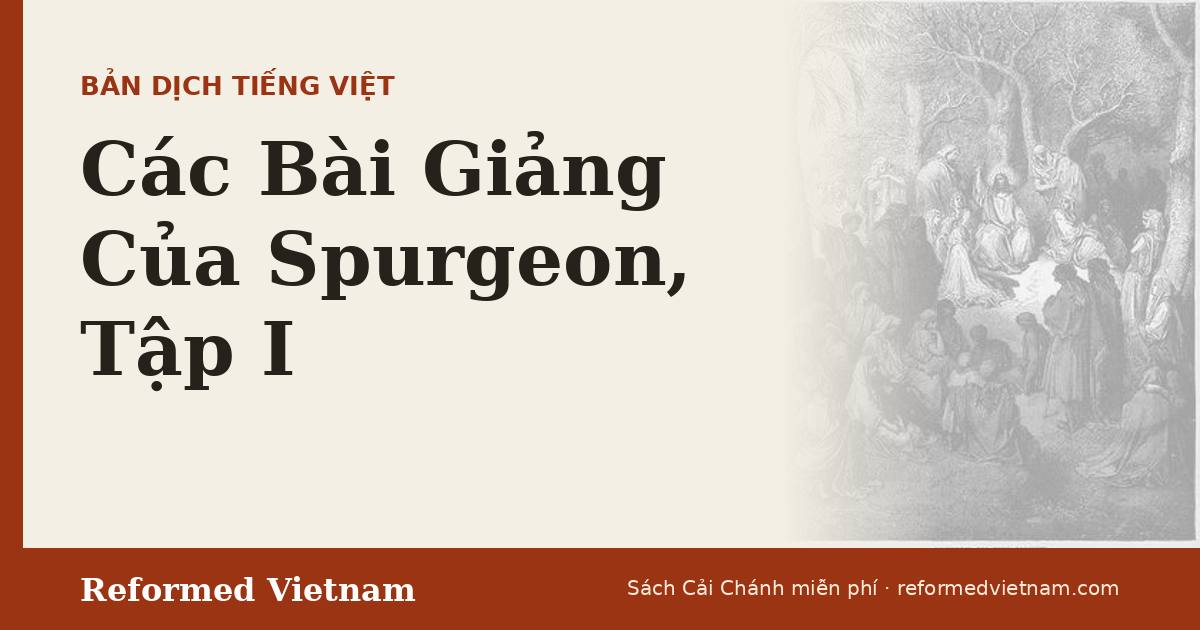 BẢN DỊCH TIẾNG VIỆT
Các Bài Giảng
Của Spurgeon,
Tập I
Reformed Vietnam
Sách Cải Chánh miễn phí · reformedvietnam.com